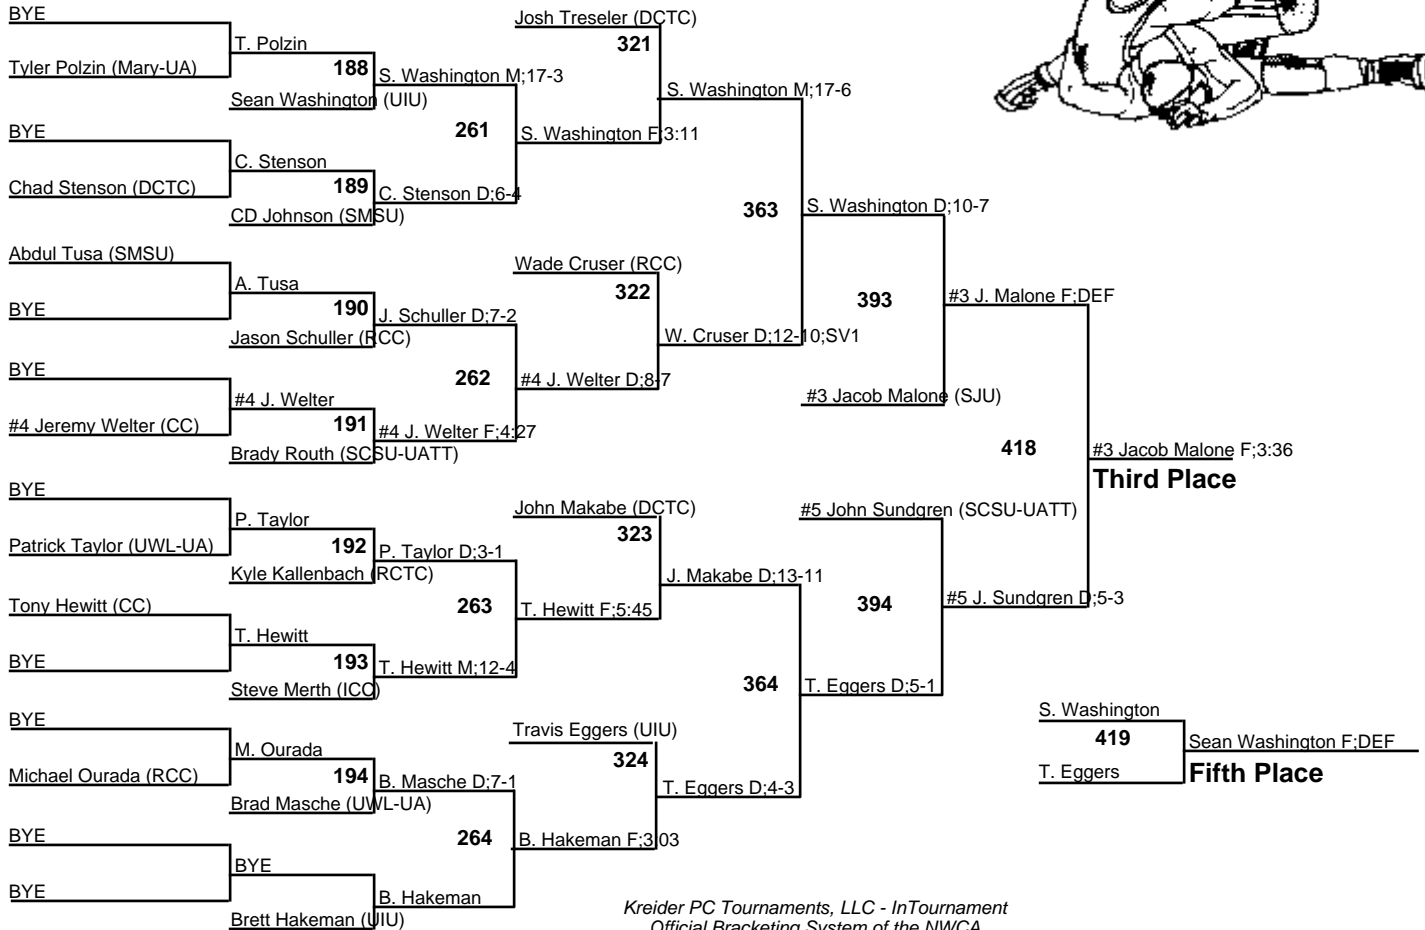 BYE
Tyler Polzin (Mary-UA)
BYE
Chad Stenson (DCTC)
Abdul Tusa (SMSU)
BYE
BYE
#4 Jeremy Welter (CC)
BYE
Patrick Taylor (UWL-UA)
Tony Hewitt (CC)
BYE
BYE
Michael Ourada (RCC)
BYE
BYE
T. Polzin
188
Sean Washington (UIU)
C. Stenson
189
CD Johnson (SMSU)
A. Tusa
190
Jason Schuller (RCC)
#4 J. Welter
191
Brady Routh (SCSU-UATT)
P. Taylor
192
Kyle Kallenbach (RCTC)
T. Hewitt
193
Steve Merth (ICC)
M. Ourada
194
Brad Masche (UWL-UA)
BYE
Brett Hakeman (UIU)
S. Washington M;17-3
261
C. Stenson D;6-4
J. Schuller D;7-2
262
#4 J. Welter F;4:27
P. Taylor D;3-1
263
T. Hewitt M;12-4
B. Masche D;7-1
264
B. Hakeman
Josh Treseler (DCTC)
321
S. Washington F;3:11
Wade Cruser (RCC)
322
#4 J. Welter D;8-7
John Makabe (DCTC)
323
T. Hewitt F;5:45
Travis Eggers (UIU)
324
B. Hakeman F;3:03
S. Washington M;17-6
363
W. Cruser D;12-10;SV1
J. Makabe D;13-11
364
T. Eggers D;4-3
S. Washington D;10-7
393
#3 Jacob Malone (SJU)
#5 John Sundgren (SCSU-UATT)
394
T. Eggers D;5-1
#3 J. Malone F;DEF
418
#5 J. Sundgren D;5-3
#3 Jacob Malone F;3:36
Third Place
S. Washington
419
T. Eggers
Sean Washington F;DEF
Fifth Place
Kreider PC Tournaments, LLC - InTournament
Official Bracketing System of the NWCA